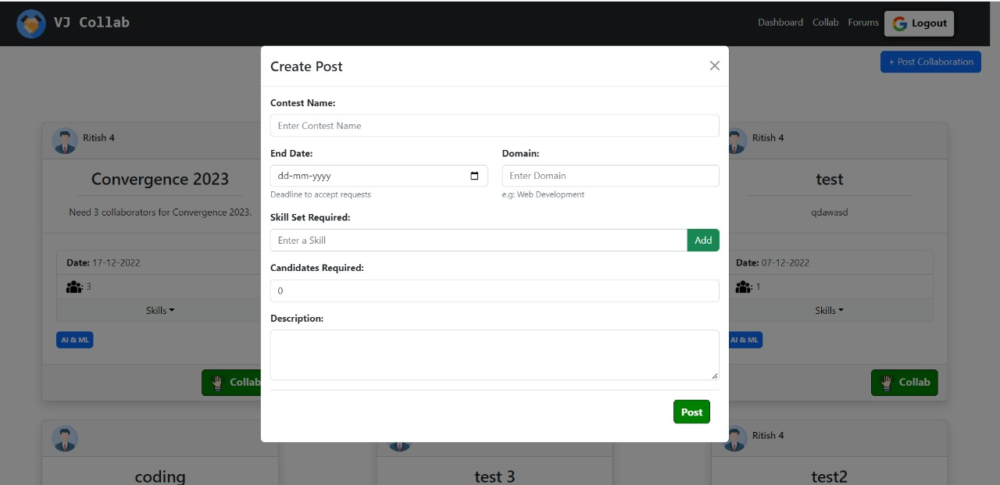 VJ Collab
Dashboard Collab Forums Logout
+ Post Collaboration
Create Post
Contest Name:
Enter Contest Name
End Date: Domain:
dd-mm-yyyy Enter Domain
Deadline to accept requests e.g: Web Development
Skill Set Required:
Enter a Skill Add
Candidates Required:
0
Description:
Post
Ritish 4
Convergence 2023
Need 3 collaborators for Convergence 2023.
Date: 17-12-2022
: 3
Skills
AI & ML
Collab
Ritish 4
test
qdawasd
Date: 07-12-2022
: 1
Skills
AI & ML
Collab
coding
test 3
Ritish 4
test2